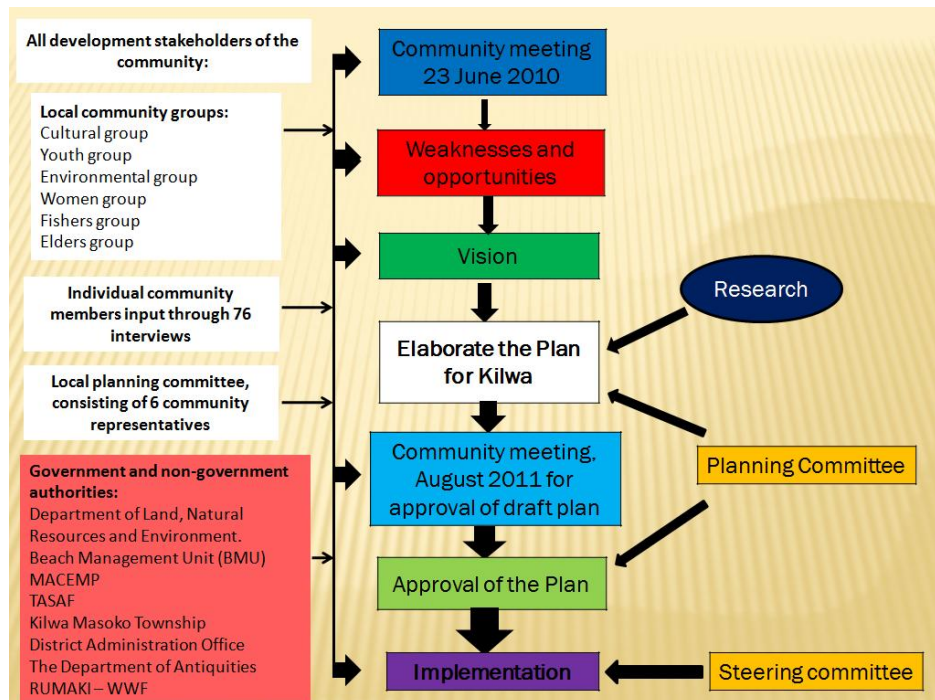 All development stakeholders of the
community:
Local community groups:
Cultural group
Youth group
Environmental group
Women group
Fishers group
Elders group
Individual community
members input through 76
interviews
Local planning committee,
consisting of 6 community
representatives
Government and non-government
authorities:
Department of Land, Natural
Resources and Environment.
Beach Management Unit (BMU)
MACEMP
TASAF
Kilwa Masoko Township
District Administration Office
The Department of Antiquities
RUMAKI – WWF
Community meeting
23 June 2010
Weaknesses and
opportunities
Vision
Elaborate the Plan
for Kilwa
Community meeting,
August 2011 for
approval of draft plan
Approval of the Plan
Implementation
Research
Planning Committee
Steering committee